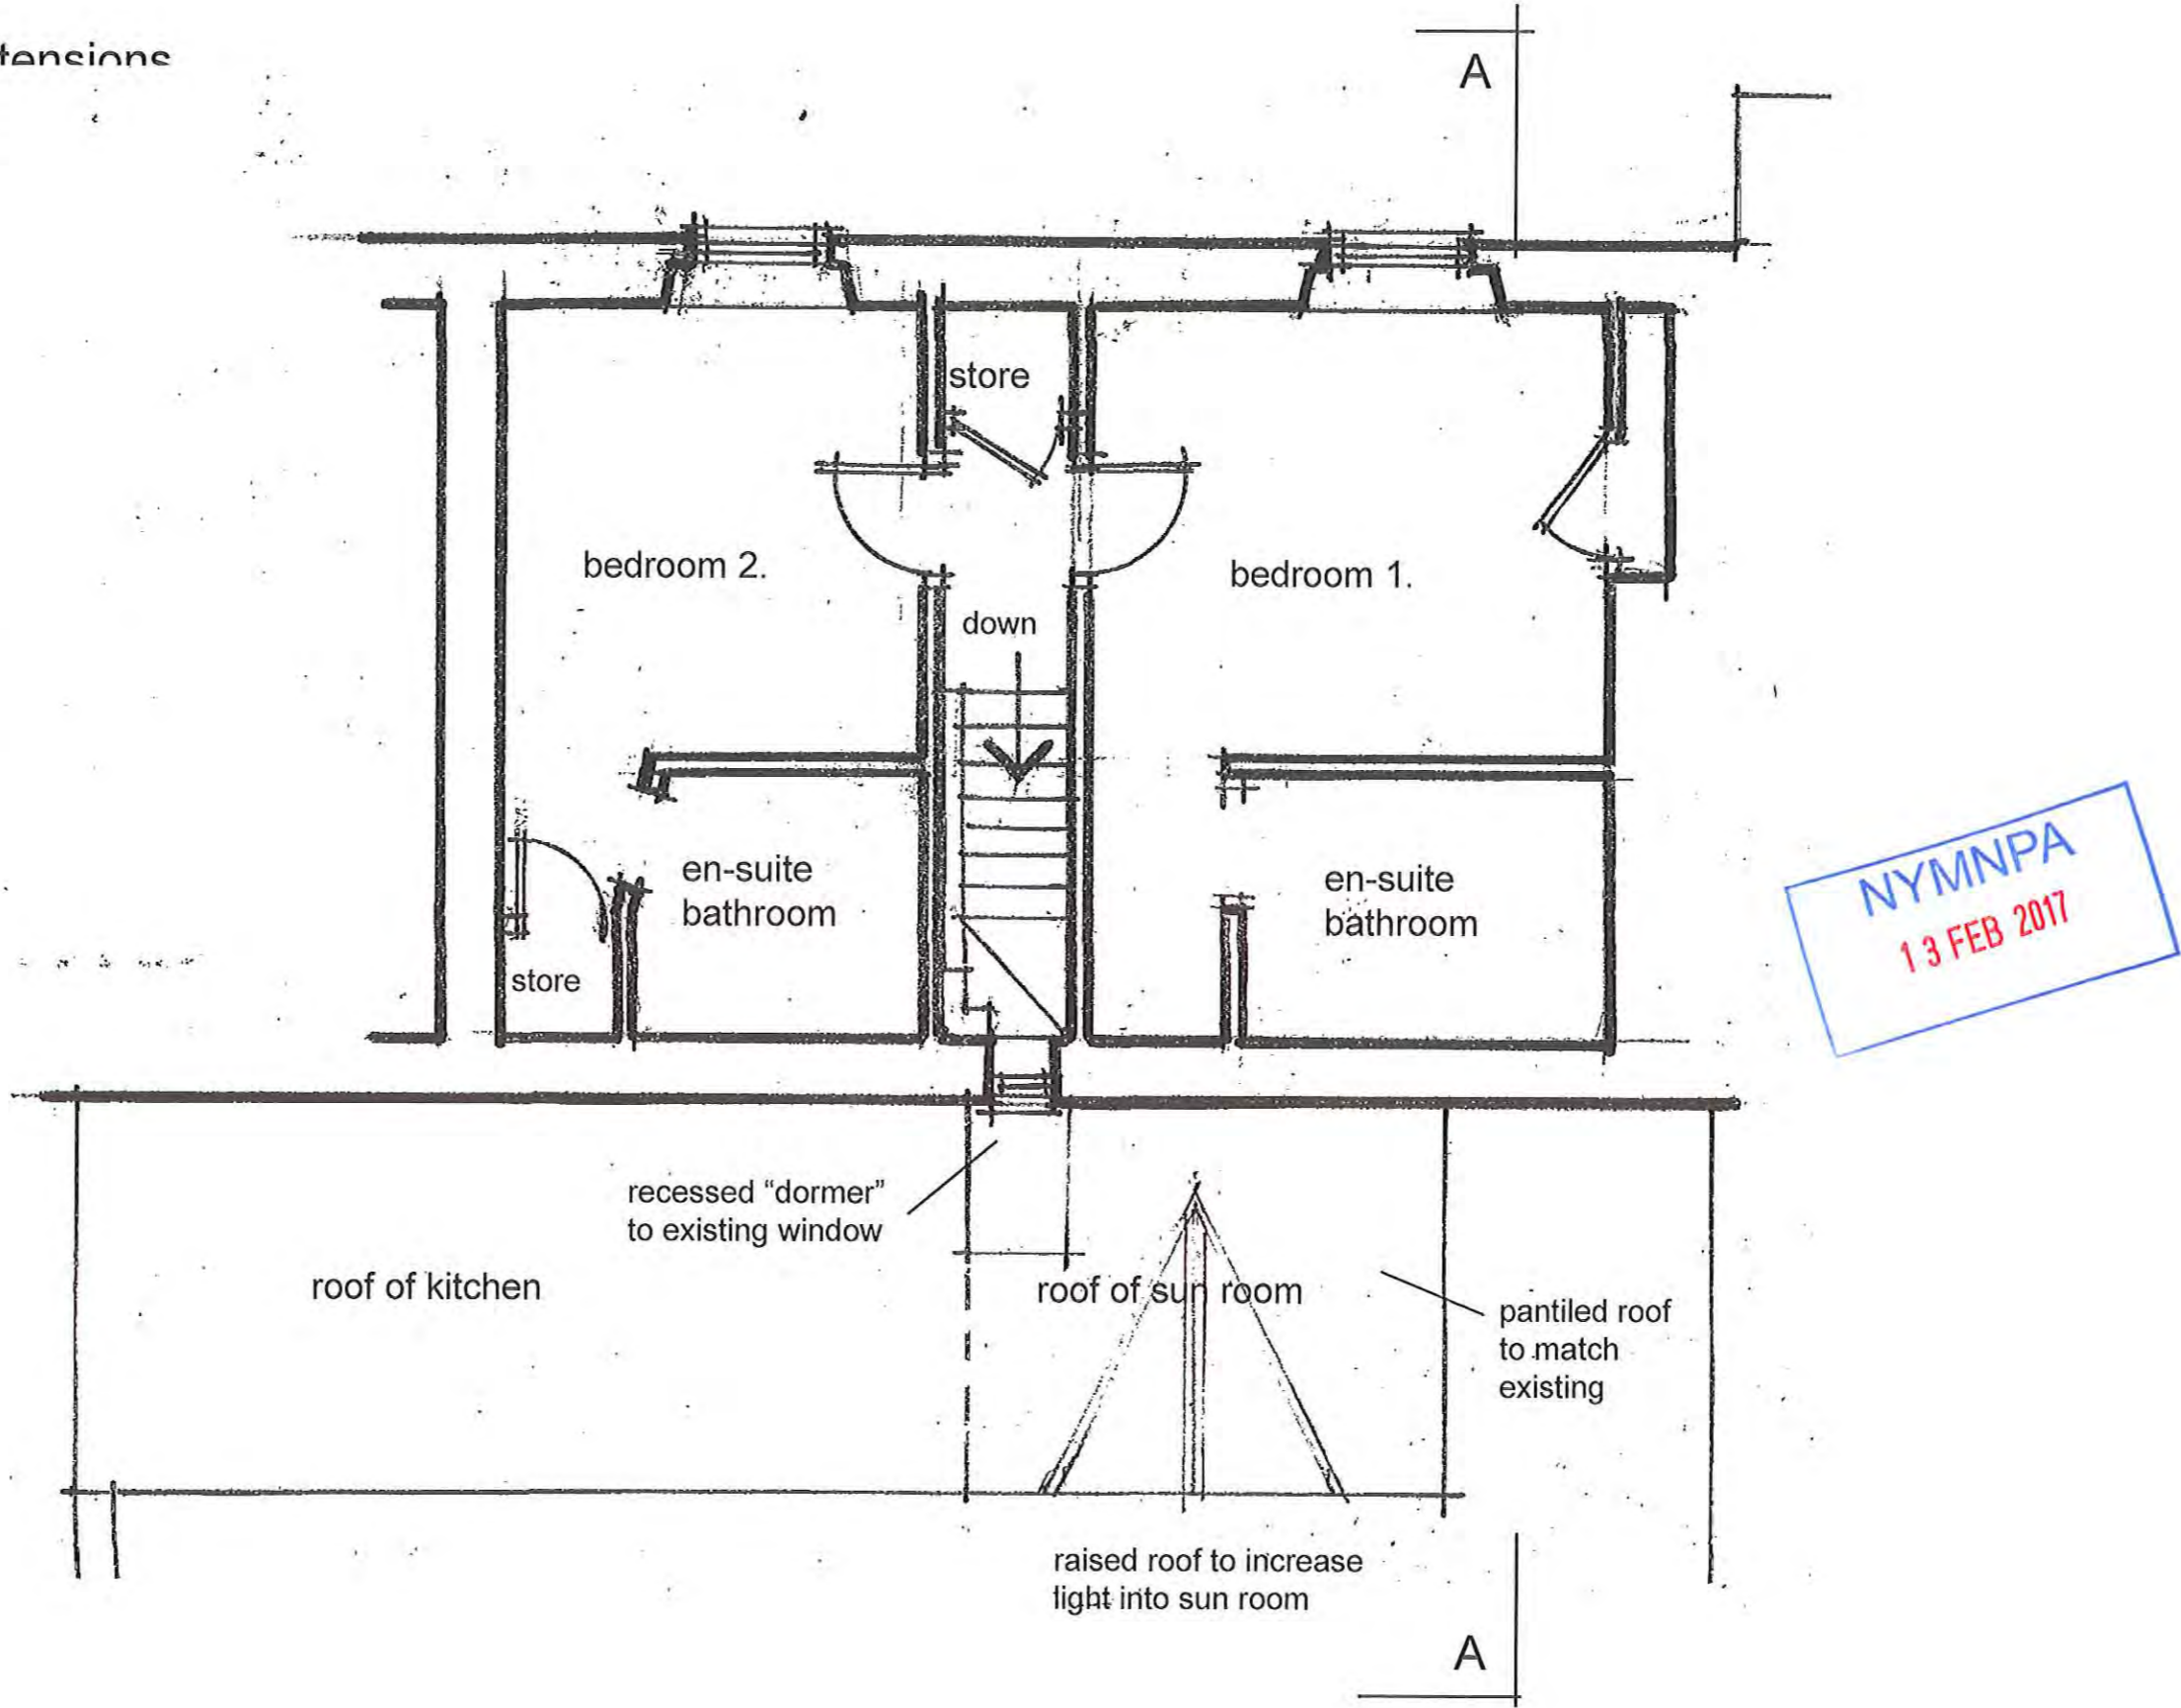 A
store
bedroom 2.
bedroom 1.
down
en-suite
bathroom
en-suite
bathroom
store
NYMNPA
13 FEB 2017
recessed “dormer”
to existing window
roof of kitchen
roof of sun room
pantiled roof
to match
existing
raised roof to increase
light into sun room
A